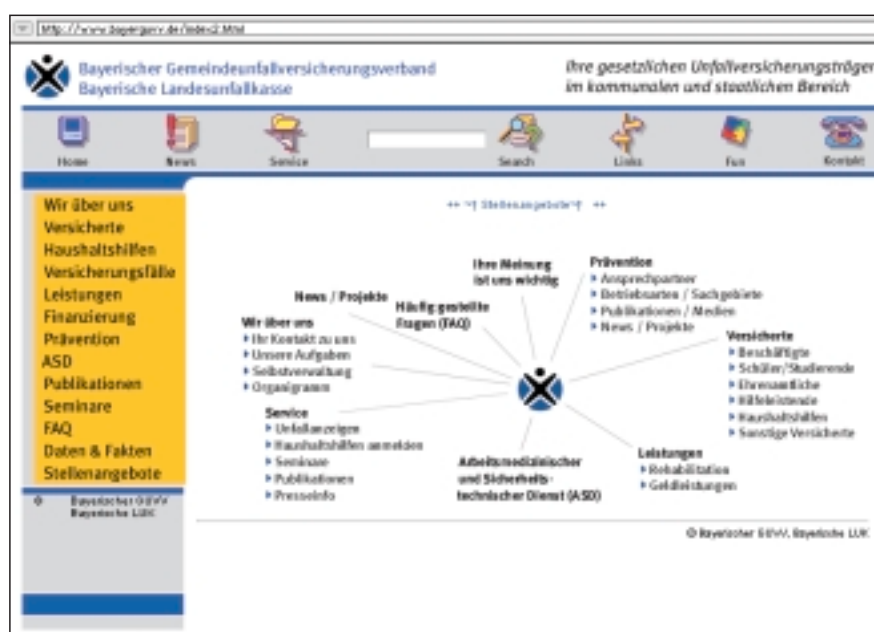 http://www.bayerguvv.de/index2.html
Bayerischer Gemeindeunfallversicherungsverband
Bayerische Landesunfallkasse
Ihre gesetzlichen Unfallversicherungsträger
im kommunalen und staatlichen Bereich
Home
News
Service
Search
Links
Fun
Kontakt
Wir über uns
Versicherte
Haushaltshilfen
Versicherungsfälle
Leistungen
Finanzierung
Prävention
ASD
Publikationen
Seminare
FAQ
Daten & Fakten
Stellenangebote
© Bayerischer GUVV
Bayerische LUK
Stellenangebote
Ihre Meinung
ist uns wichtig
Prävention
Ansprechpartner
Betriebsarten / Sachgebiete
Publikationen / Medien
News / Projekte
News / Projekte
Häufig gestellte
Fragen (FAQ)
Wir über uns
Ihr Kontakt zu uns
Unsere Aufgaben
Selbstverwaltung
Organigramm
Versicherte
Beschäftigte
Schüler/Studierende
Ehrenamtliche
Hilfeleistende
Haushaltshilfen
Sonstige Versicherte
Service
Unfallanzeigen
Haushaltshilfen anmelden
Seminare
Publikationen
Presseinfo
Arbeitsmedizinischer
und Sicherheits-
technischer Dienst (ASD)
Leistungen
Rehabilitation
Geldleistungen
© Bayerischer GUVV, Bayerische LUK